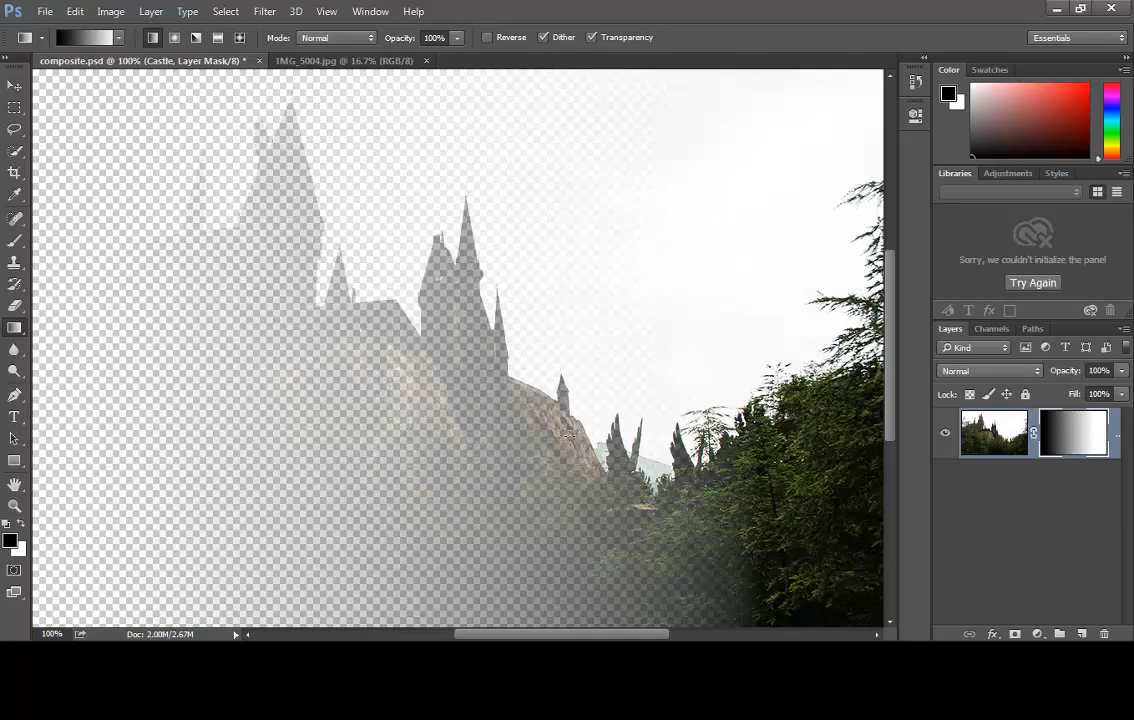 Ps File Edit Image Layer Type Select Filter 3D View Window Help
Mode: Normal Opacity: 100% Reverse Dither Transparency Essentials
composite.psd @ 100% (Castle, Layer Mask/8) * × IMG_5004.jpg @ 16.7% (RGB/8) ×
Color Swatches
Libraries Adjustments Styles
Sorry, we couldn't initialize the panel
Try Again
Layers Channels Paths
Kind
Normal Opacity: 100%
Lock: Fill: 100%
100% Doc: 2.00M/2.67M